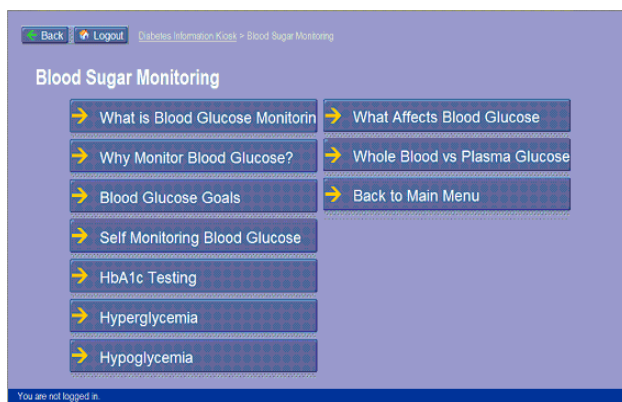 Back Logout Diabetes Information Kiosk > Blood Sugar Monitoring
Blood Sugar Monitoring
What is Blood Glucose Monitorin
Why Monitor Blood Glucose?
Blood Glucose Goals
Self Monitoring Blood Glucose
HbA1c Testing
Hyperglycemia
Hypoglycemia
What Affects Blood Glucose
Whole Blood vs Plasma Glucose
Back to Main Menu
You are not logged in.